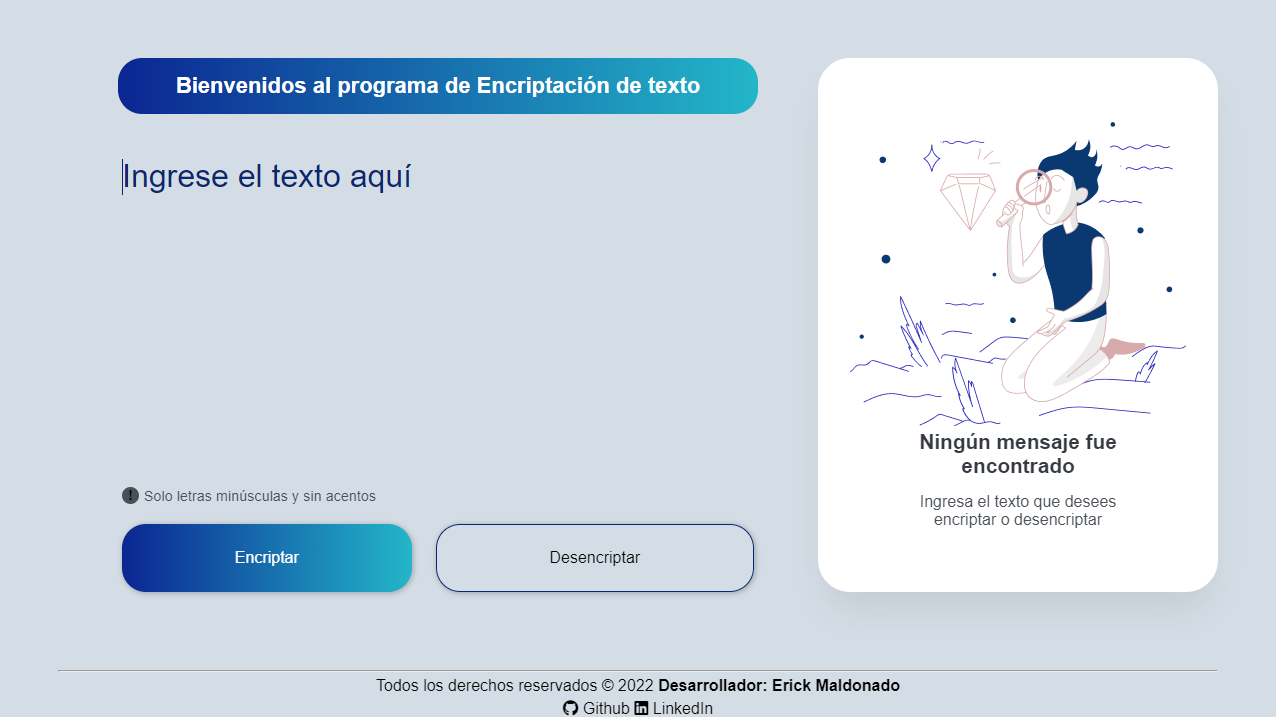 Bienvenidos al programa de Encriptación de texto
Ingrese el texto aquí
Solo letras minúsculas y sin acentos
Encriptar
Desencriptar
Ningún mensaje fue
encontrado
Ingresa el texto que desees
encriptar o desencriptar
Todos los derechos reservados © 2022 Desarrollador: Erick Maldonado
Github LinkedIn